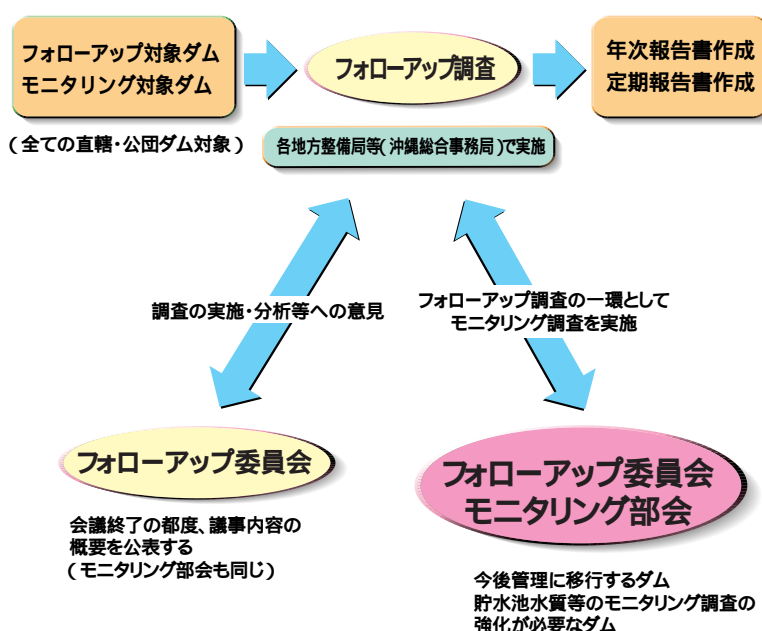 フォローアップ対象ダム
モニタリング対象ダム
(全ての直轄・公団ダム対象)
フォローアップ調査
各地方整備局等(沖縄総合事務局)で実施
年次報告書作成
定期報告書作成
調査の実施・分析等への意見
フォローアップ調査の一環として
モニタリング調査を実施
フォローアップ委員会
会議終了の都度、議事内容の
概要を公表する
(モニタリング部会も同じ)
フォローアップ委員会
モニタリング部会
今後管理に移行するダム
貯水池水質等のモニタリング調査の
強化が必要なダム